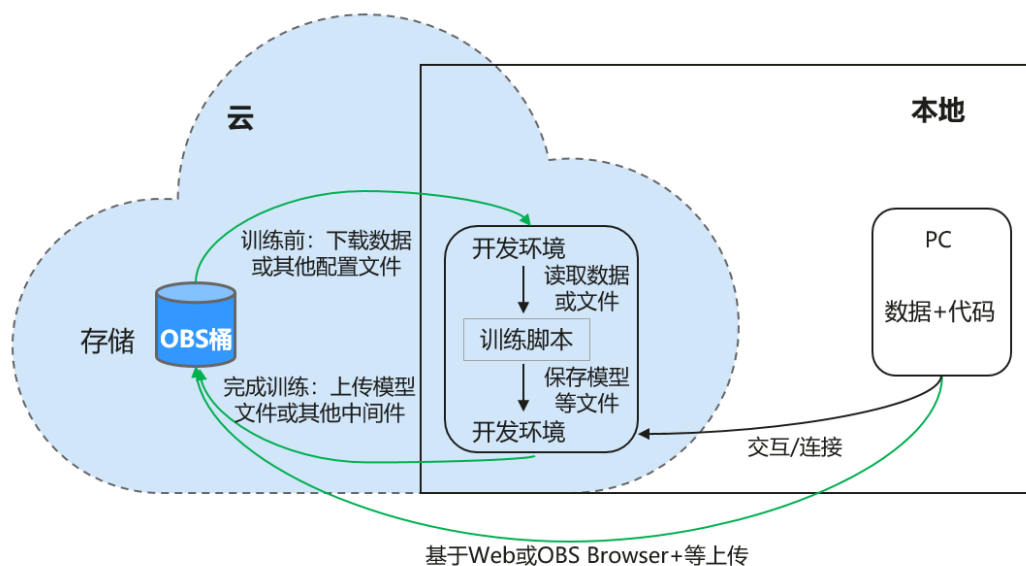 云
本地
训练前：下载数据
或其他配置文件
开发环境
PC
读取数据
或文件
数据+代码
存储
OBS桶
训练脚本
完成训练：上传模型
文件或其他中间件
保存模型
等文件
开发环境
交互/连接
基于Web或OBS Browser+等上传